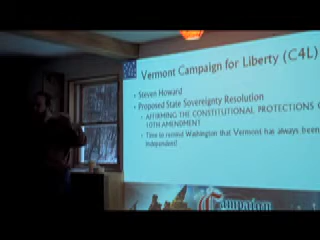 Vermont Campaign for Liberty (C4L)
Steven Howard
Proposed State Sovereignty Resolution
AFFIRMING THE CONSTITUTIONAL PROTECTIONS O
10TH AMENDMENT
Time to remind Washington that Vermont has always been
Independent!
Campaign